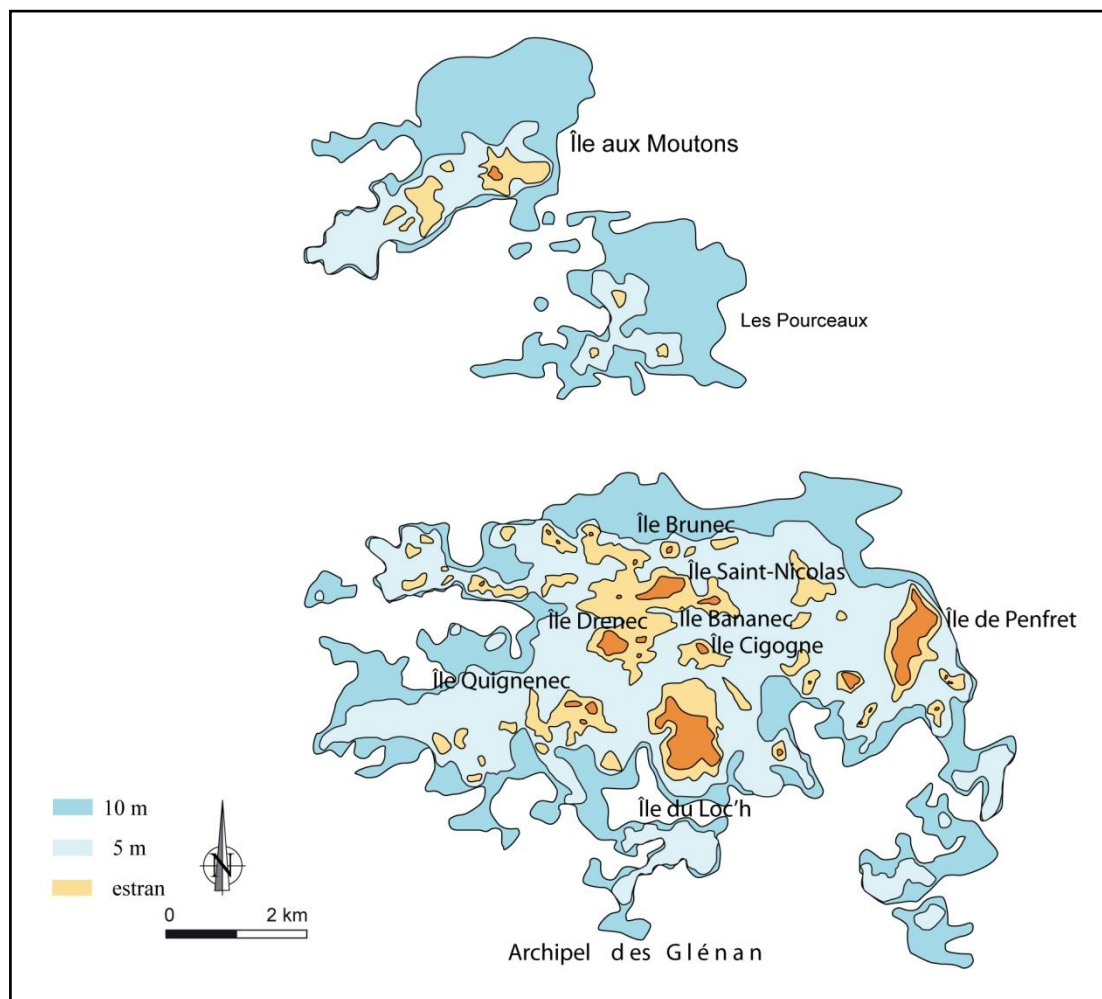 Île aux Moutons
Les Pourceaux
Île Brunec
Île Saint-Nicolas
Île Drenec
Île Bananec
Île de Penfret
Île Cigogne
Île Quignenec
Île du Loc'h
10 m
5 m
estran
N
0 2 km
Archipel des Glénan